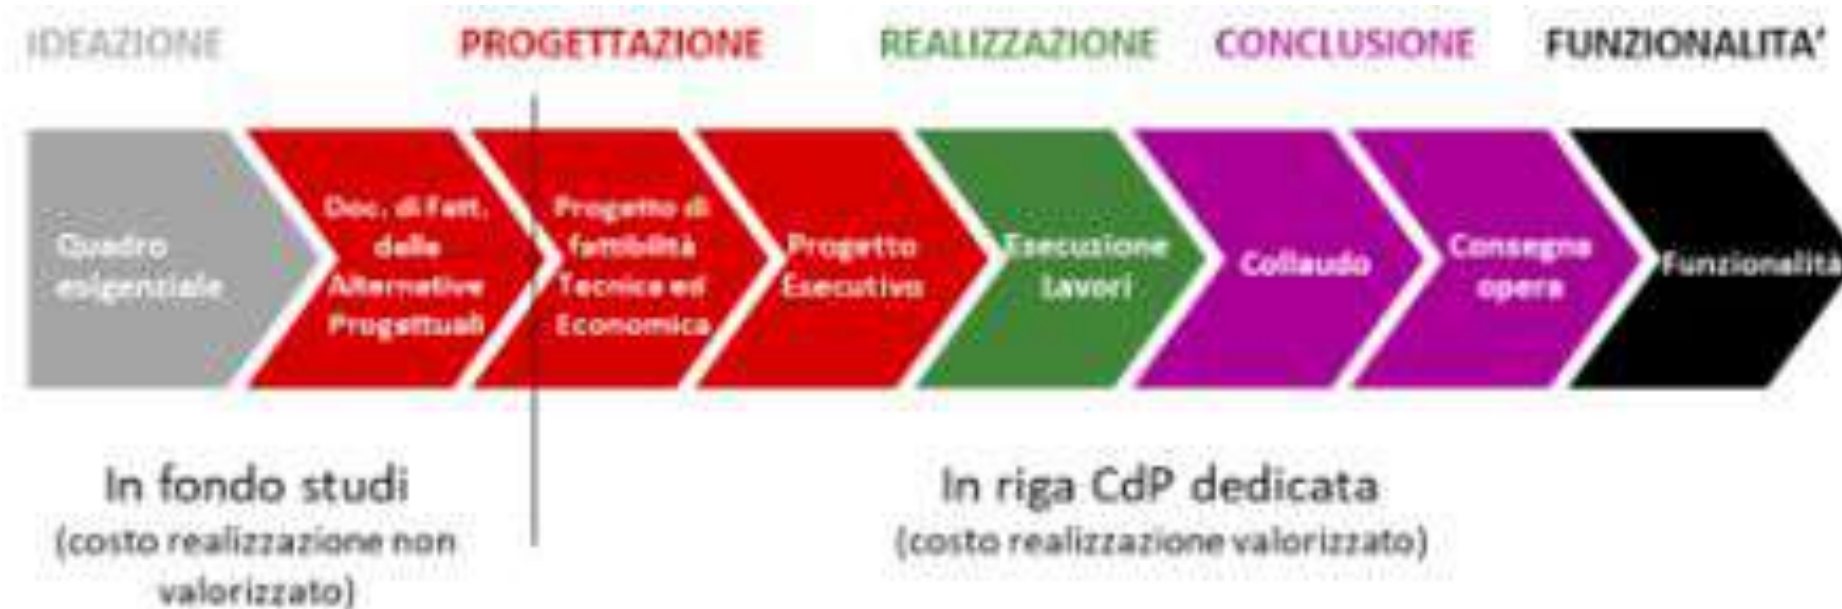 IDEAZIONE PROGETTAZIONE REALIZZAZIONE CONCLUSIONE FUNZIONALITA'
Quadro
esigenziale
Doc. di Fatt.
delle
Alternative
Progettuali
Progetto di
fattibilità
Tecnica ed
Economica
Progetto
Esecutivo
Esecuzione
Lavori
Collaudo
Consegna
opera
Funzionalità
In fondo studi
(costo realizzazione non
valorizzato)
In riga CdP dedicata
(costo realizzazione valorizzato)